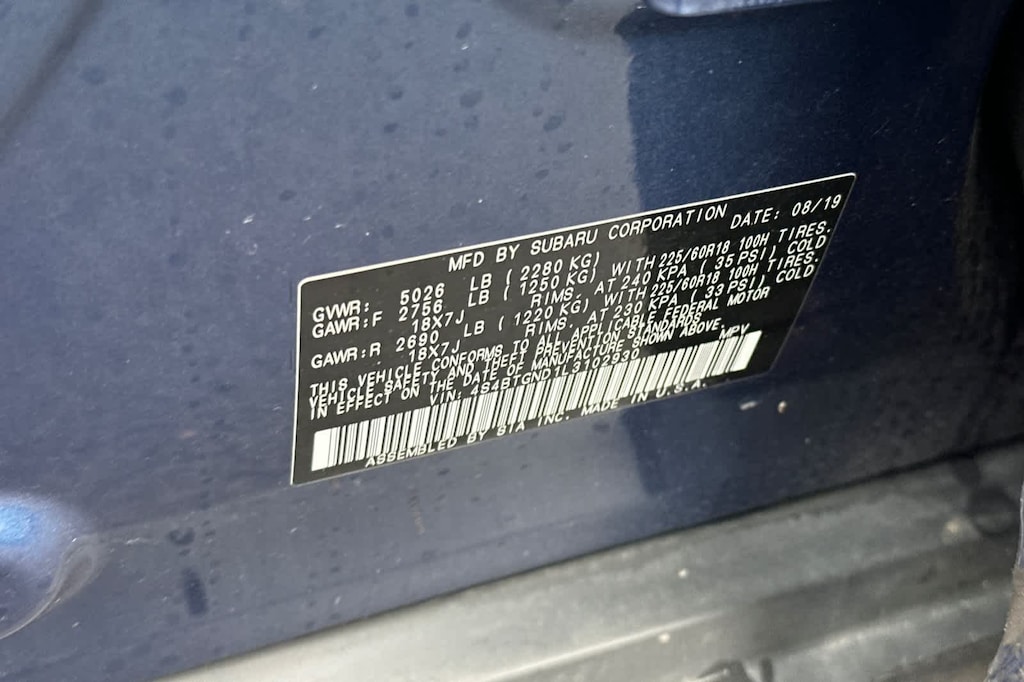 MFD BY SUBARU CORPORATION DATE: 08/19
GVWR: 5026 LB (2280 KG)
GAWR:F 2756 LB (1250 KG) WITH 225/60R18 100H TIRES.
18X7J RIMS. AT 240 KPA (35 PSI) COLD
GAWR:R 2690 LB (1220 KG) WITH 225/60R18 100H TIRES.
18X7J RIMS. AT 230 KPA (33 PSI) COLD.
THIS VEHICLE CONFORMS TO ALL APPLICABLE FEDERAL MOTOR
VEHICLE SAFETY AND THEFT PREVENTION STANDARDS
IN EFFECT ON DATE OF MANUFACTURE SHOWN ABOVE.
VIN: 4S4BTGND1L3102930 MPV
ASSEMBLED BY SIA INC. MADE IN U.S.A.